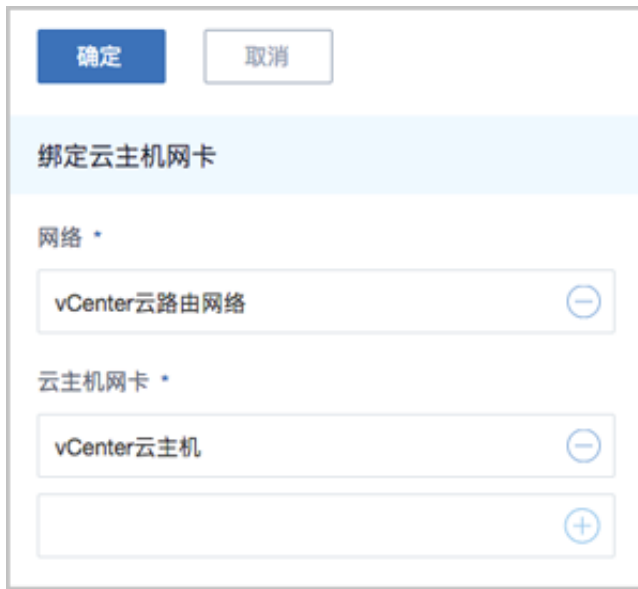 确定 取消
绑定云主机网卡
网络 *
vCenter云路由网络
云主机网卡 *
vCenter云主机